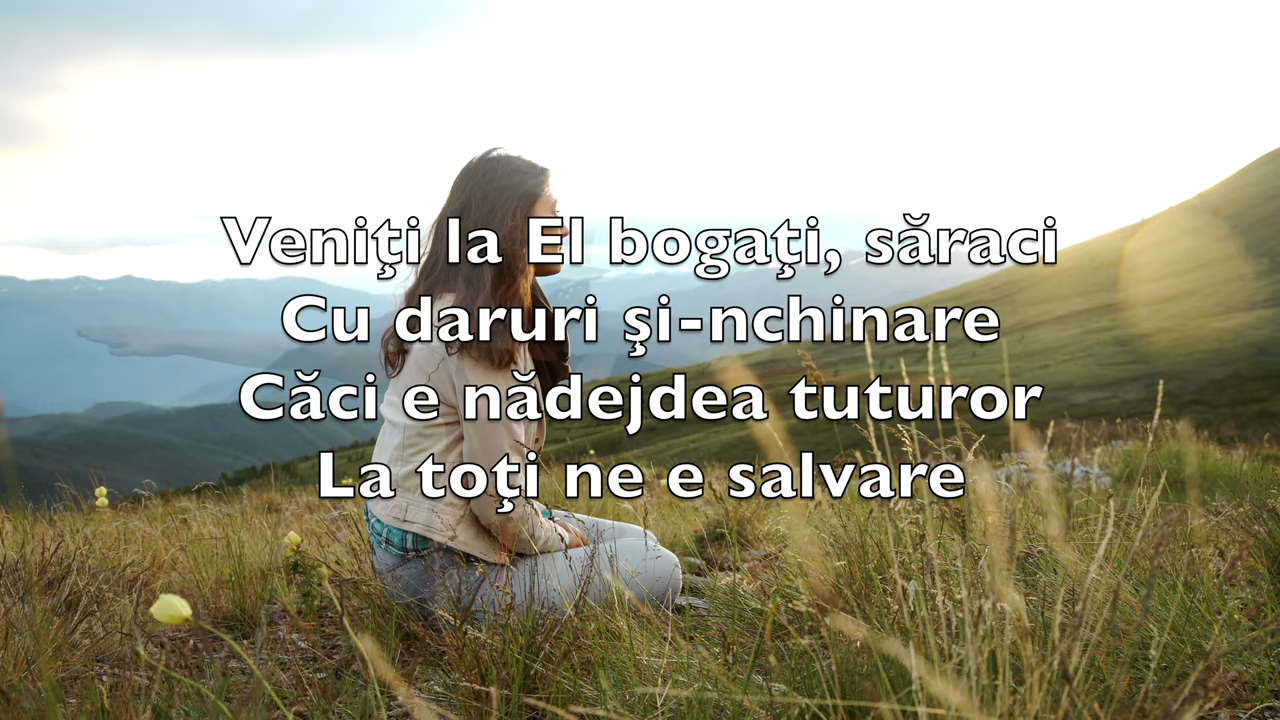 Veniţi la El bogaţi, săraci
Cu daruri şi-nchinare
Căci e nădejdea tuturor
La toţi ne e salvare